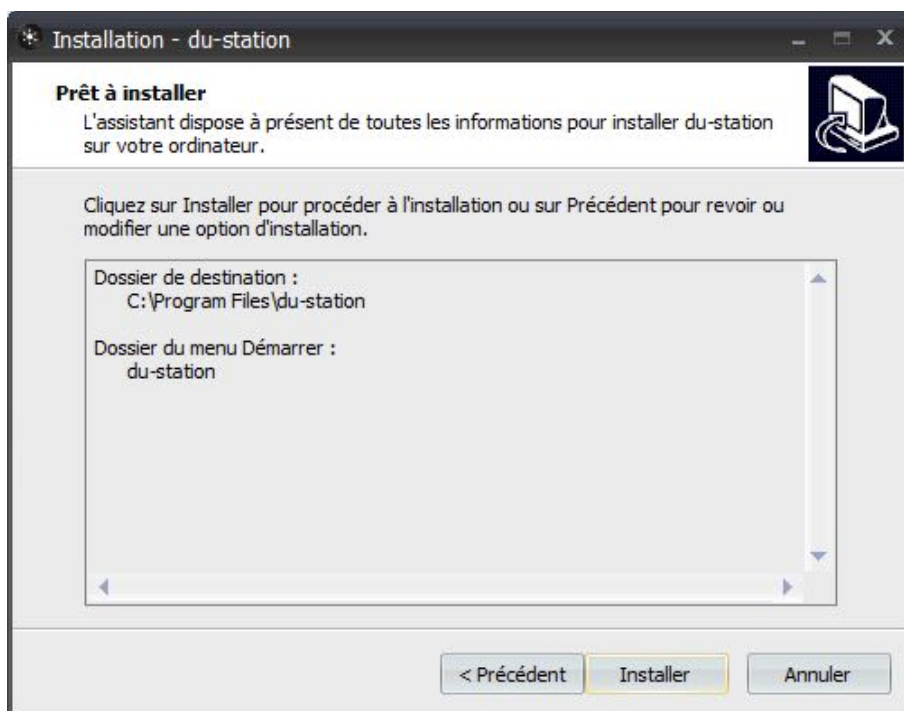 Installation - du-station
Prêt à installer
L'assistant dispose à présent de toutes les informations pour installer du-station
sur votre ordinateur.
Cliquez sur Installer pour procéder à l'installation ou sur Précédent pour revoir ou
modifier une option d'installation.
Dossier de destination :
C:\Program Files\du-station
Dossier du menu Démarrer :
du-station
< Précédent
Installer
Annuler